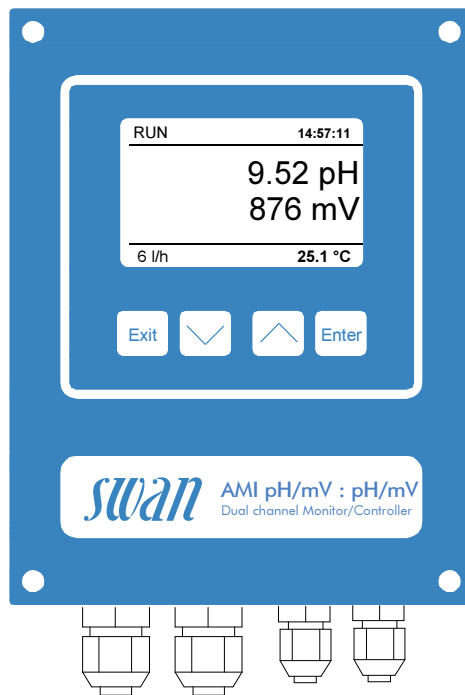 RUN 14:57:11
9.52 pH
876 mV
6 l/h 25.1 °C
Exit Enter
swan AMI pH/mV : pH/mV
Dual channel Monitor/Controller